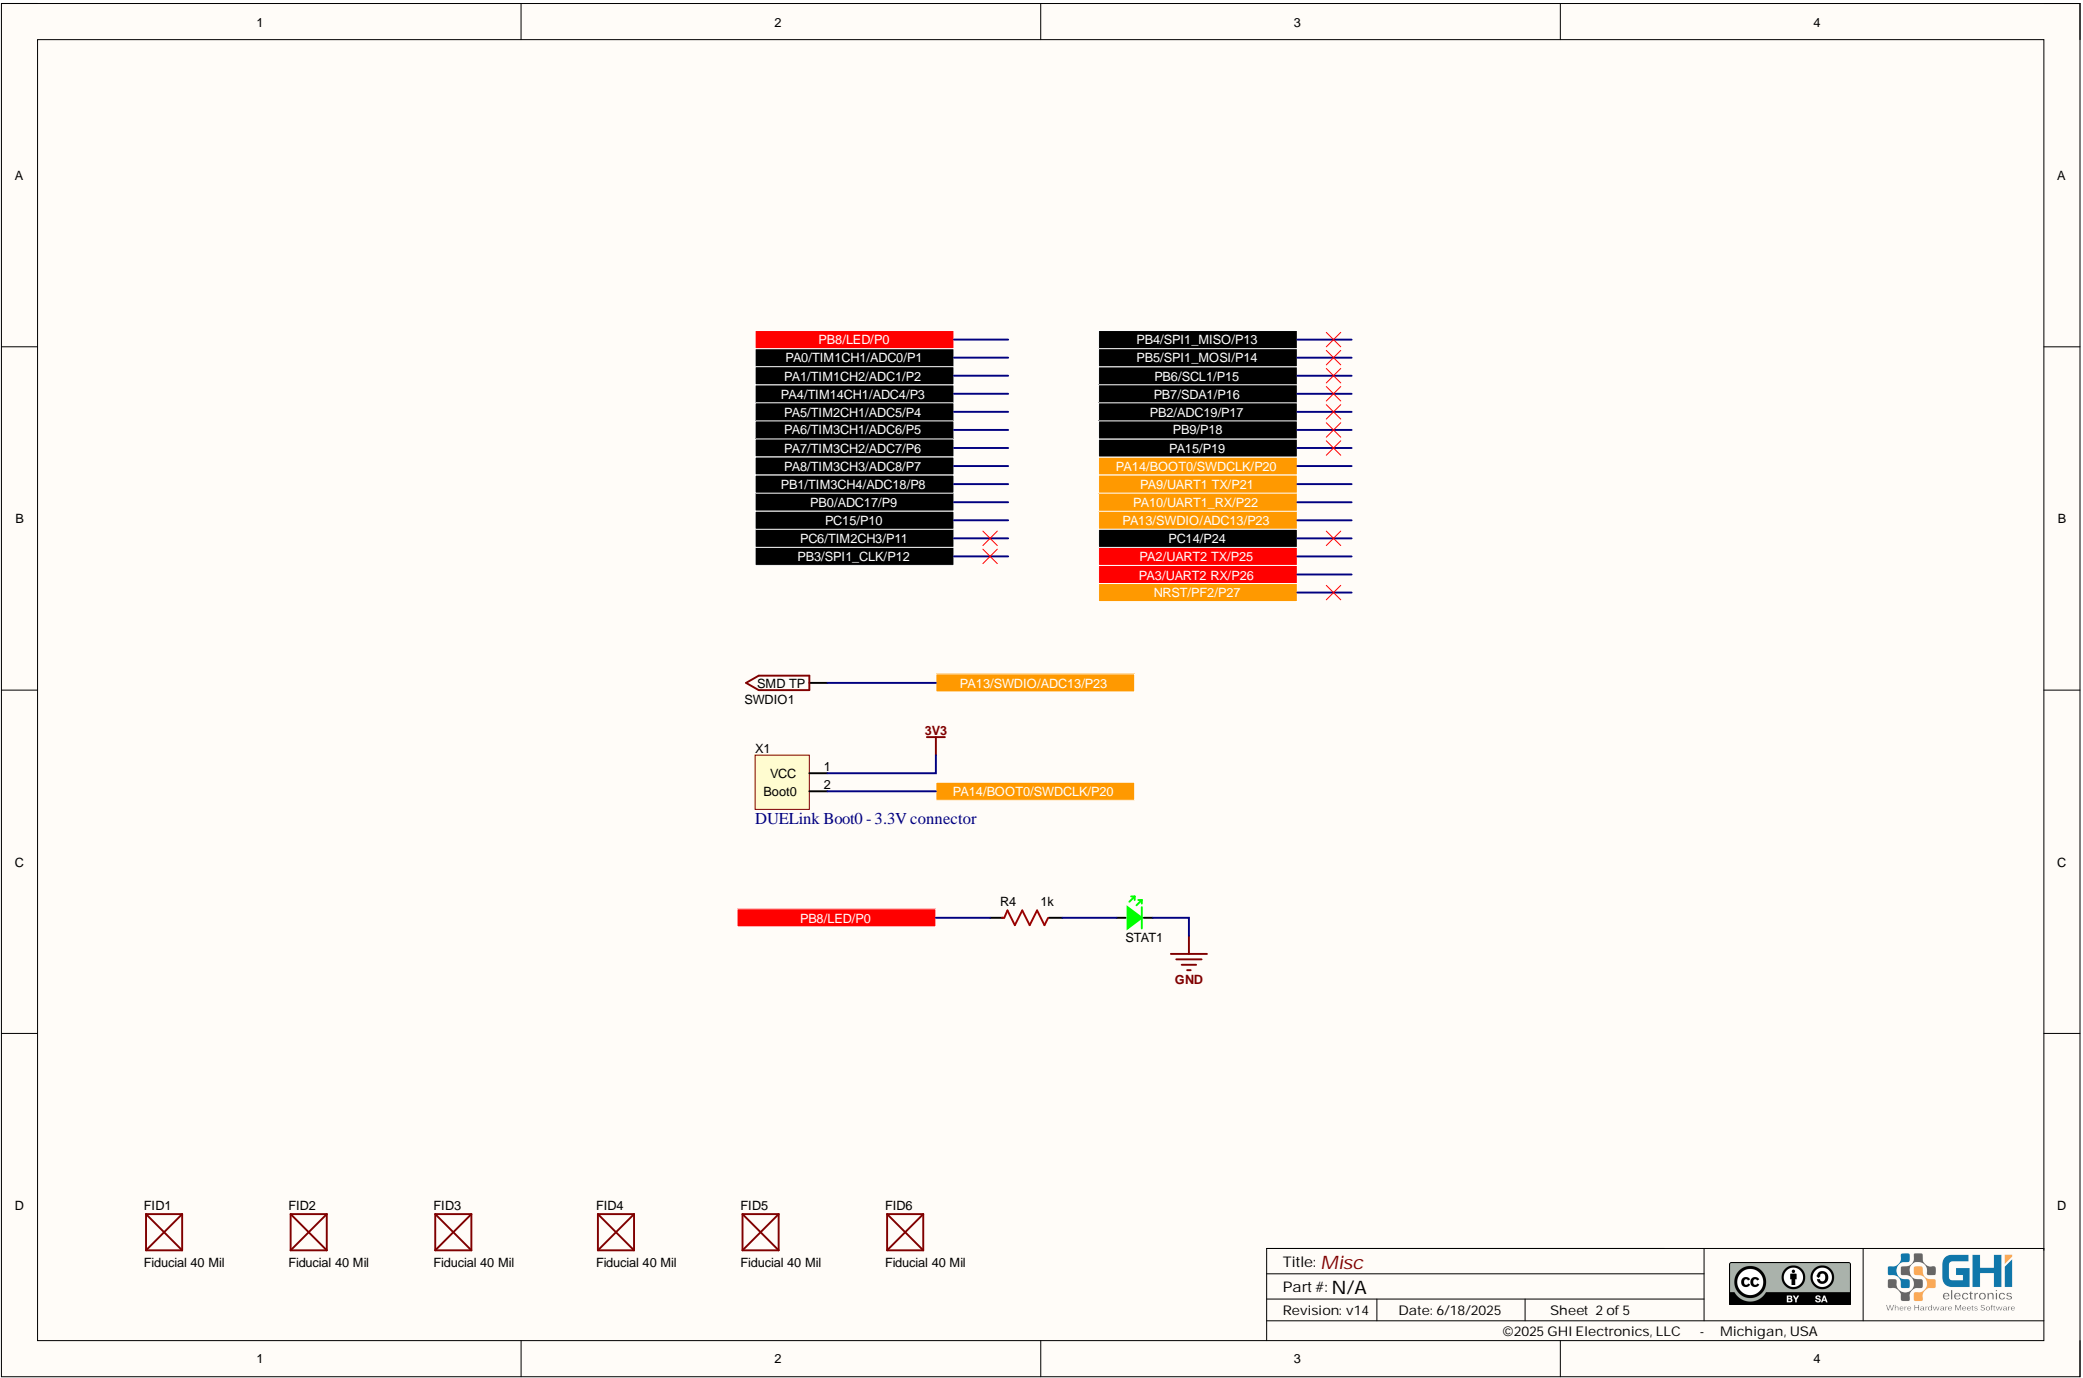 1 2 3 4
A A
PB8/LED/P0 PB4/SPI1_MISO/P13
PA0/TIM1CH1/ADC0/P1 PB5/SPI1_MOSI/P14
PA1/TIM1CH2/ADC1/P2 PB6/SCL1/P15
PA4/TIM14CH1/ADC4/P3 PB7/SDA1/P16
PA5/TIM2CH1/ADC5/P4 PB2/ADC19/P17
PA6/TIM3CH1/ADC6/P5 PB9/P18
PA7/TIM3CH2/ADC7/P6 PA15/P19
PA8/TIM3CH3/ADC8/P7 PA14/BOOT0/SWDCLK/P20
PB1/TIM3CH4/ADC18/P8 PA9/UART1 TX/P21
PB0/ADC17/P9 PA10/UART1_RX/P22
B PC15/P10 PA13/SWDIO/ADC13/P23 B
PC6/TIM2CH3/P11 PC14/P24
PB3/SPI1_CLK/P12 PA2/UART2 TX/P25
PA3/UART2 RX/P26
NRST/PF2/P27
SMD TP PA13/SWDIO/ADC13/P23
SWDIO1
3V3
X1
VCC 1
Boot0 2 PA14/BOOT0/SWDCLK/P20
DUELink Boot0 - 3.3V connector
C C
R4 1k
PB8/LED/P0
STAT1
GND
D FID1 FID2 FID3 FID4 FID5 FID6 D
Fiducial 40 Mil Fiducial 40 Mil Fiducial 40 Mil Fiducial 40 Mil Fiducial 40 Mil Fiducial 40 Mil
Title: Misc
Part #: N/A
Revision: v14 Date: 6/18/2025 Sheet 2 of 5
cc BY SA
GHi
electronics
Where Hardware Meets Software
©2025 GHI Electronics, LLC - Michigan, USA
1 2 3 4